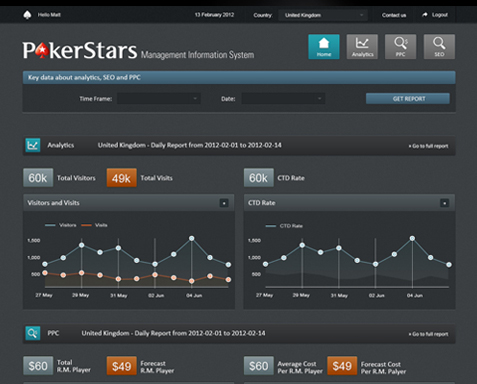 Hello Matt 13 February 2012 Country: United Kingdom Contact us Logout
PokerStars Management Information System
Home Analytics PPC SEO
Key data about analytics, SEO and PPC
Time Frame: Date: GET REPORT
Analytics United Kingdom - Daily Report from 2012-02-01 to 2012-02-14 » Go to full report
60k Total Visitors 49k Total Visits 60k CTD Rate
Visitors and Visits CTD Rate
Visitors Visits CTD Rate
1,500 1,500
1,000 1,000
500 500
27 May 29 May 31 May 02 Jun 04 Jun 27 May 29 May 31 May 02 Jun 04 Jun
PPC United Kingdom - Daily Report from 2012-02-01 to 2012-02-14 » Go to full report
$60 Total R.M. Player $49 Forecast R.M. Player $60 Average Cost Per R.M. Palyer $49 Forecast Cost Per R.M. Player